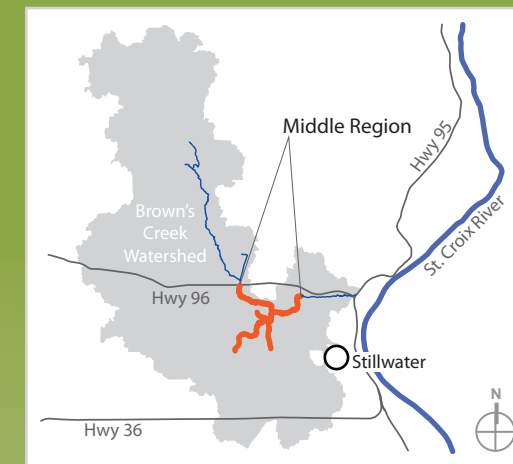 Middle Region
Hwy 95
St. Croix River
Brown's
Creek
Watershed
Hwy 96
Stillwater
Hwy 36
N